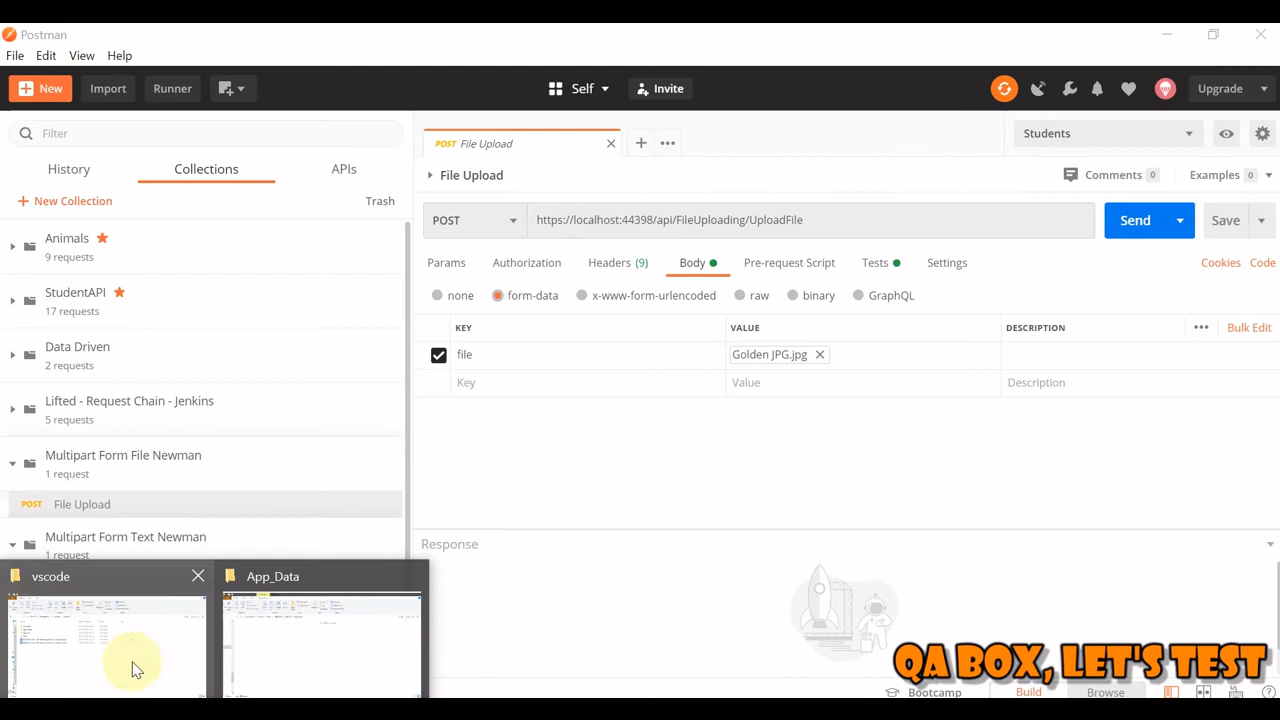 Postman
File Edit View Help
New Import Runner Self Invite Upgrade
Filter
History Collections APIs
+ New Collection Trash
Animals
9 requests
StudentAPI
17 requests
Data Driven
2 requests
Lifted - Request Chain - Jenkins
5 requests
Multipart Form File Newman
1 request
POST File Upload
Multipart Form Text Newman
1 request
POST File Upload
Students
File Upload
Comments 0 Examples 0
POST https://localhost:44398/api/FileUploading/UploadFile Send Save
Params Authorization Headers (9) Body Pre-request Script Tests Settings Cookies Code
none form-data x-www-form-urlencoded raw binary GraphQL
KEY VALUE DESCRIPTION Bulk Edit
file Golden JPG.jpg
Key Value Description
Response
vscode App_Data
QA BOX, LET'S TEST
Bootcamp Build Browse